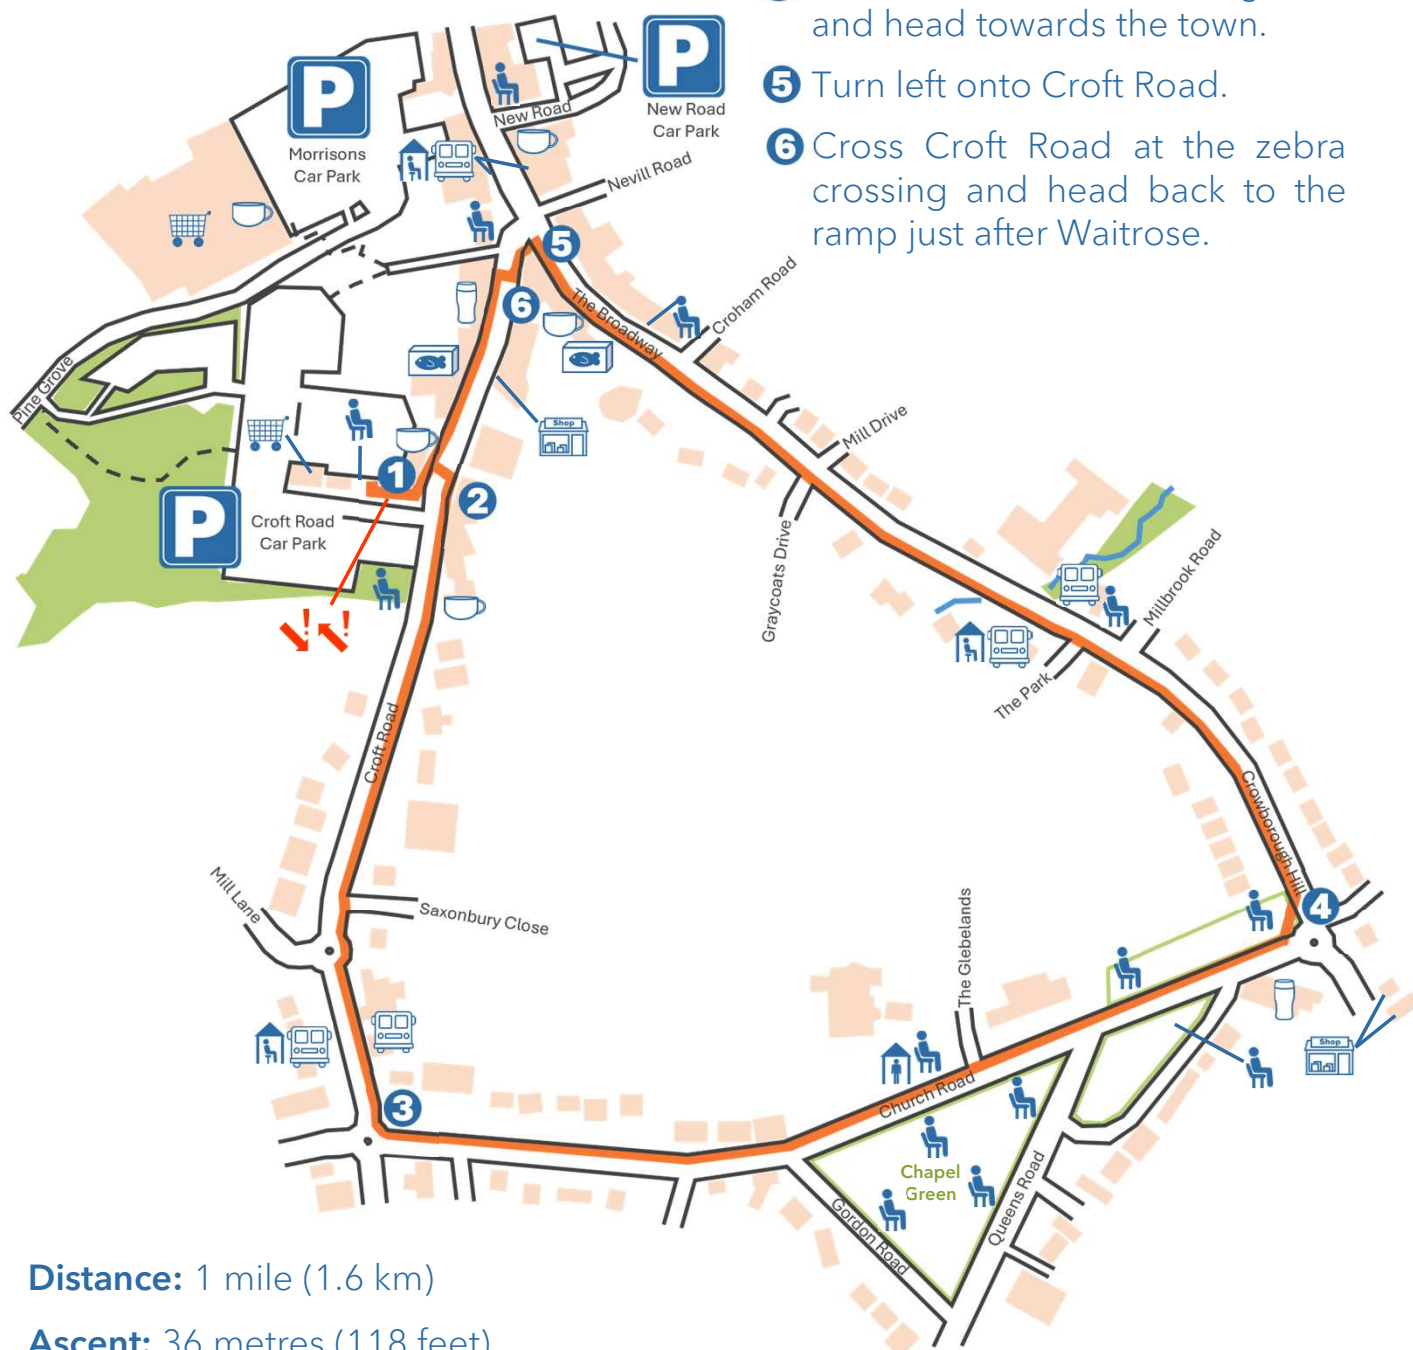 and head towards the town.
5 Turn left onto Croft Road.
6 Cross Croft Road at the zebra
crossing and head back to the
ramp just after Waitrose.
P
Morrisons
Car Park
P
New Road
Car Park
New Road
Nevill Road
5
6
The Broadway
Croham Road
Pine Grove
Shop
Mill Drive
1
2
P
Croft Road
Car Park
Graycoats Drive
Millbrook Road
! !
The Park
Croft Road
Crowborough Hill
Mill Lane
Saxonbury Close
The Glebelands
4
Shop
3
Church Road
Chapel
Green
Queens Road
Gordon Road
Distance: 1 mile (1.6 km)
Ascent: 36 metres (118 feet)